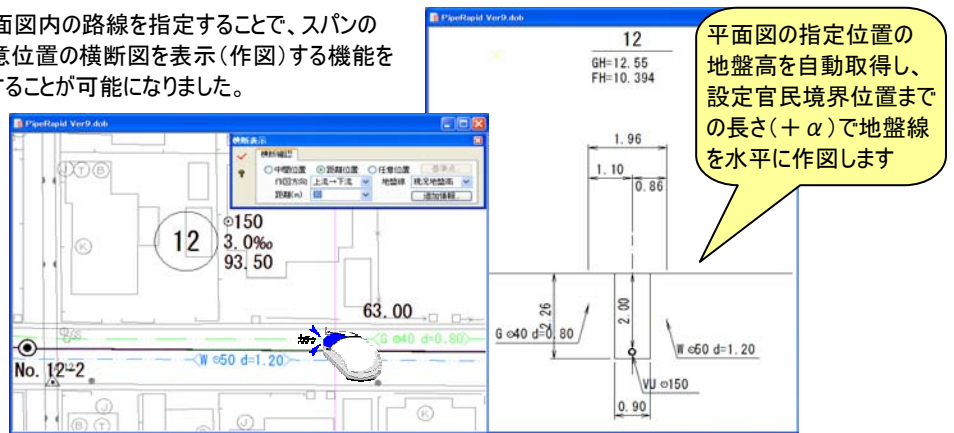 面図内の路線を指定することで、スパンの
意位置の横断図を表示(作図)する機能を
することが可能になりました。
PipeRapid Ver9.dob
12
GH=12.55
FH=10.394
1.96
1.10
0.86
2.26
2.00
G ⊙40 d=0.80
W ⊙50 d=1.20
VU ⊙150
0.90
平面図の指定位置の
地盤高を自動取得し、
設定官民境界位置まで
の長さ(+α)で地盤線
を水平に作図します
PipeRapid Ver9.dob
横断表示
横断確認
中間位置 距離位置 任意位置 基準点
作図方向 上流→下流 地盤線 現況地盤高
距離(m)
追加情報...
J T B
K
12
⊙150
3.0‰
93.50
63.00
G ⊙40 d=0.80
W ⊙50 d=1.20
No. 12-2
J
B T
J
K